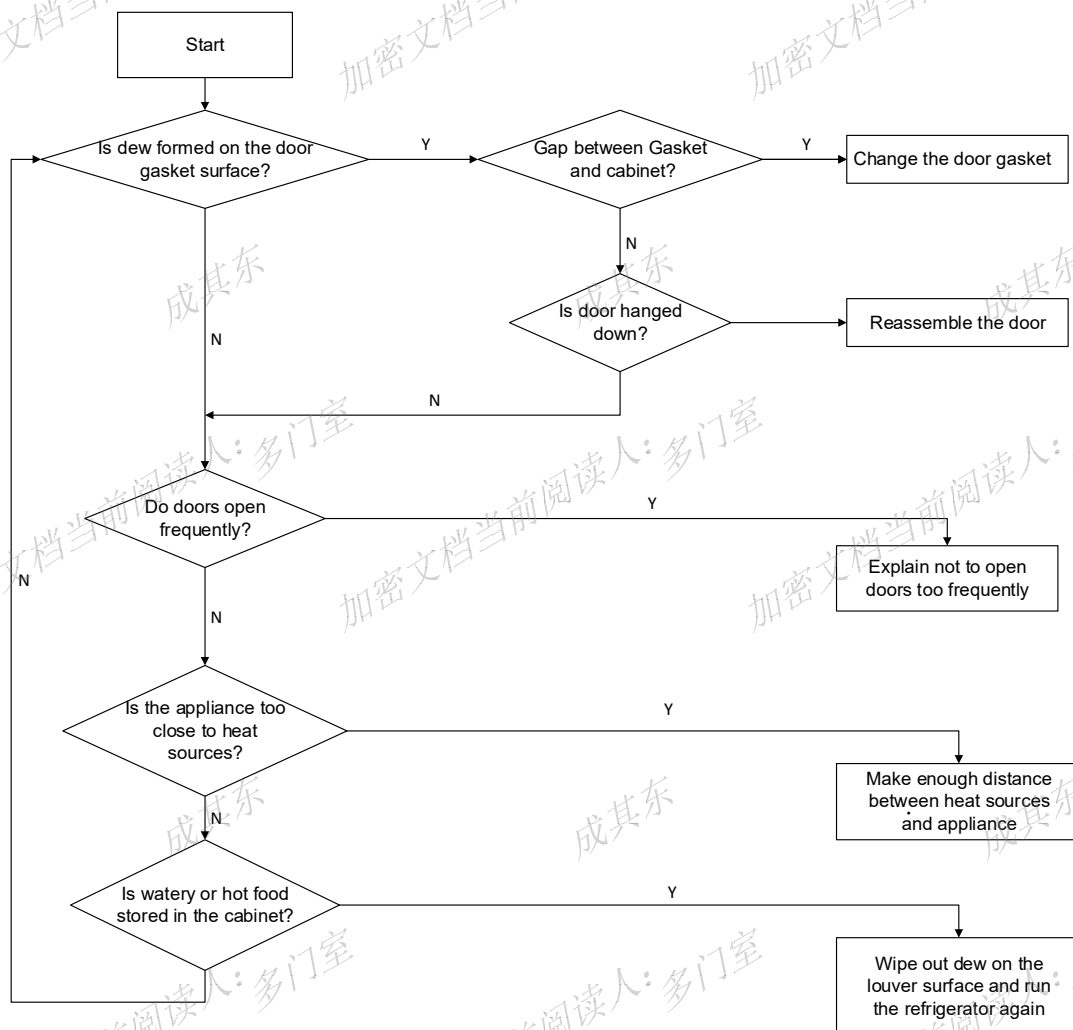 Start
Is dew formed on the door
gasket surface?
Y
Gap between Gasket
and cabinet?
Y
Change the door gasket
N
Is door hanged
down?
Reassemble the door
N
N
Do doors open
frequently?
Y
Explain not to open
doors too frequently
N
N
Is the appliance too
close to heat
sources?
Y
Make enough distance
between heat sources
and appliance
N
Is watery or hot food
stored in the cabinet?
Y
Wipe out dew on the
louver surface and run
the refrigerator again
加密文档当前阅读人：多门室
成其东